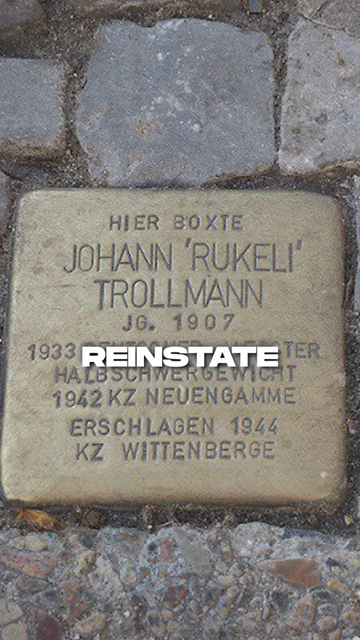 HIER BOXTE
JOHANN 'RUKELI'
TROLLMANN
JG. 1907
1933
REINSTATE
HALBSCHWERGEWICHT
1942 KZ NEUENGAMME
ERSCHLAGEN 1944
KZ WITTENBERGE